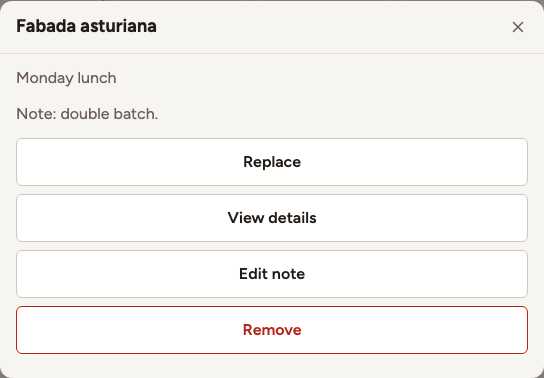 Fabada asturiana
Monday lunch
Note: double batch.
Replace
View details
Edit note
Remove